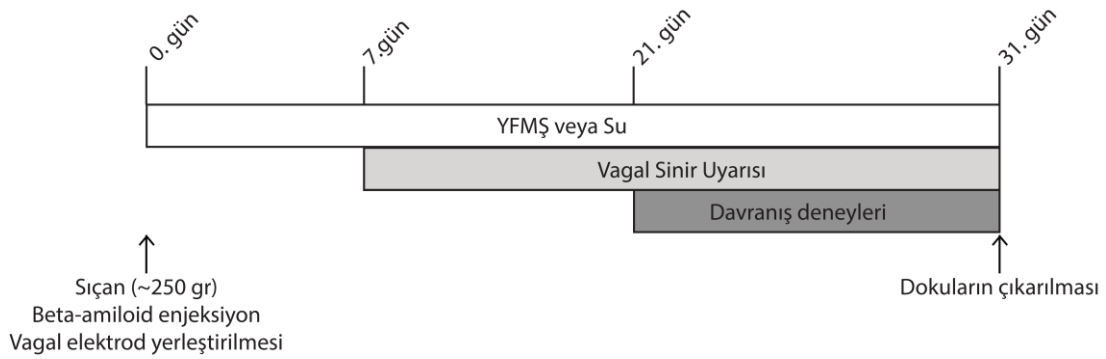 0. gün
7.gün
21. gün
31. gün
YFMŞ veya Su
Vagal Sinir Uyarısı
Davranış deneyleri
Sıçan (~250 gr)
Beta-amiloid enjeksiyon
Vagal elektrod yerleştirilmesi
Dokuların çıkarılması